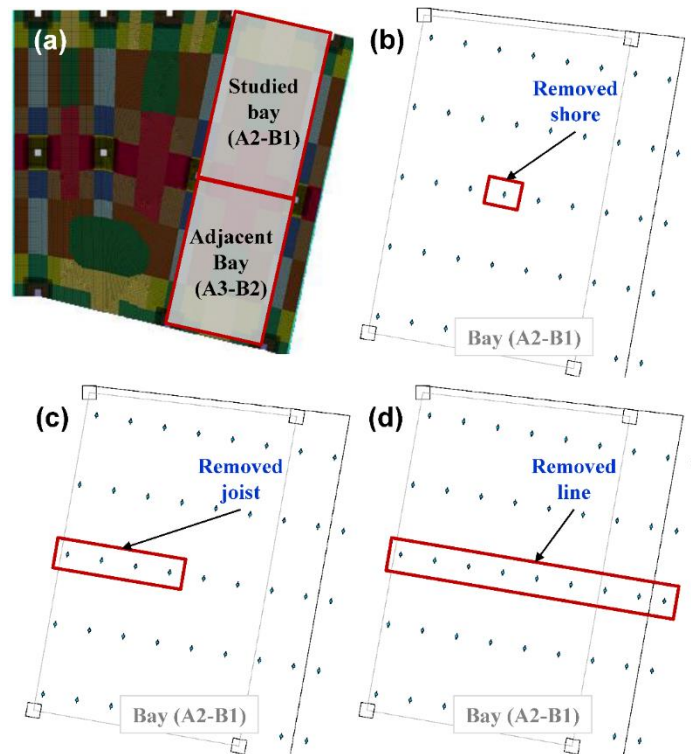 (a)
Studied
bay
(A2-B1)
Adjacent
Bay
(A3-B2)
(b)
Removed
shore
Bay (A2-B1)
(c)
Removed
joist
Bay (A2-B1)
(d)
Removed
line
Bay (A2-B1)